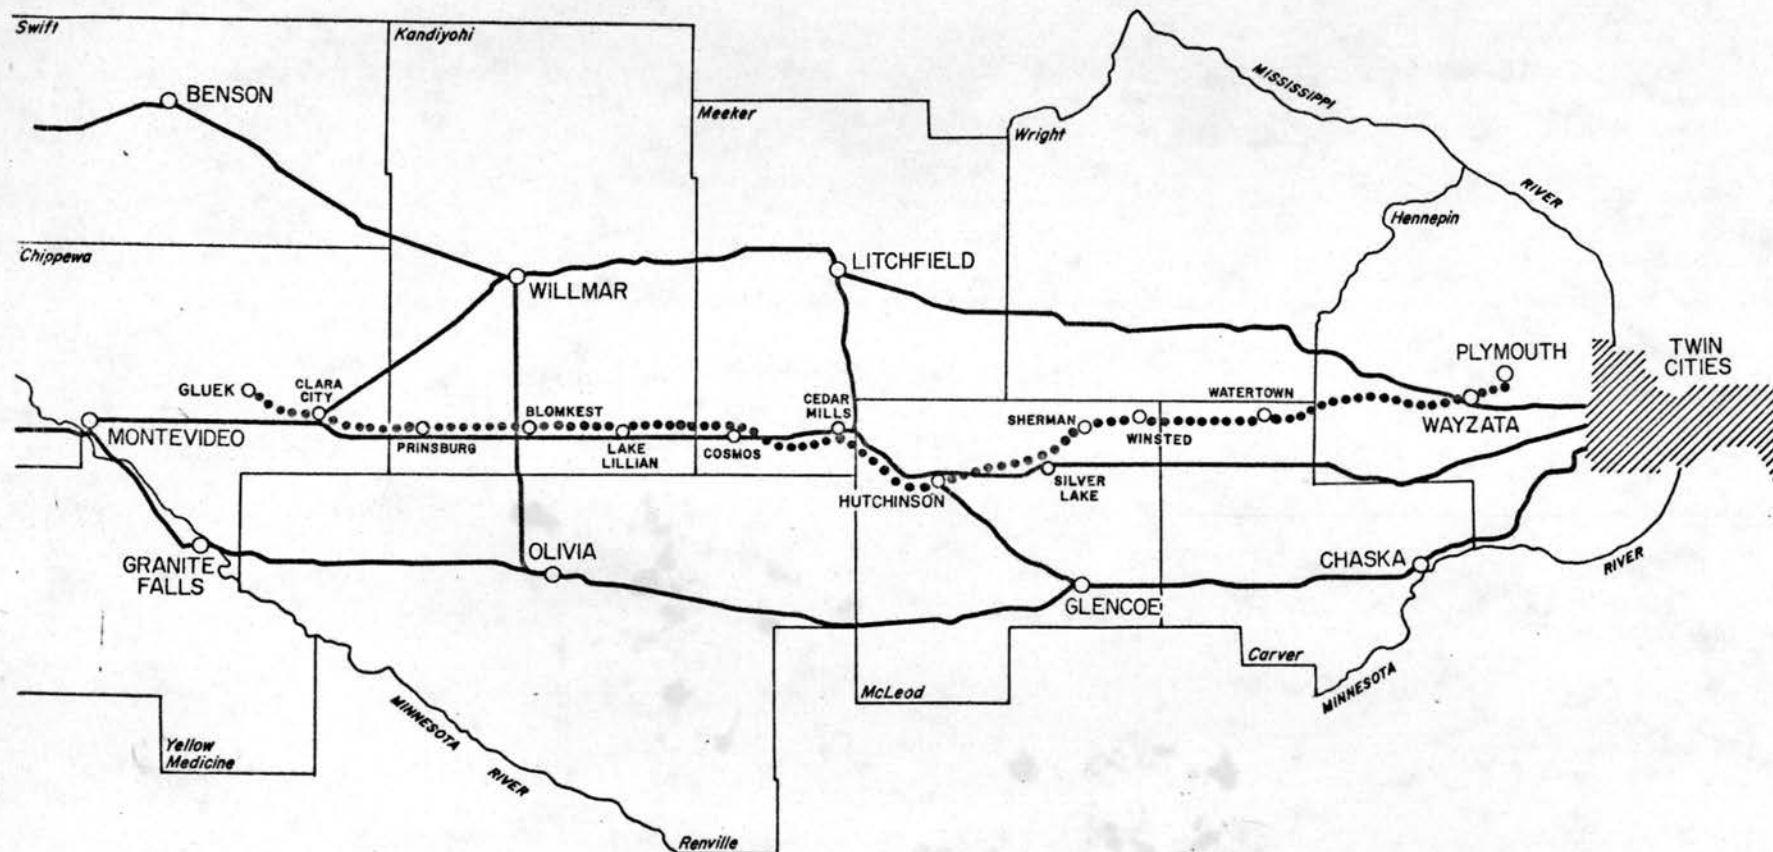 Swift
Kandiyohi
BENSON
Meeker
Wright
MISSISSIPPI
RIVER
Hennepin
Chippewa
WILLMAR
LITCHFIELD
PLYMOUTH
TWIN
CITIES
GLUEK
CLARA
CITY
MONTEVIDEO
PRINSBURG
BLOMKEST
LAKE
LILLIAN
COSMOS
CEDAR
MILLS
HUTCHINSON
SHERMAN
WINSTED
SILVER
LAKE
WATERTOWN
WAYZATA
GRANITE
FALLS
OLIVIA
GLENCOE
CHASKA
RIVER
Carver
MINNESOTA
McLeod
Yellow
Medicine
MINNESOTA
RIVER
Renville